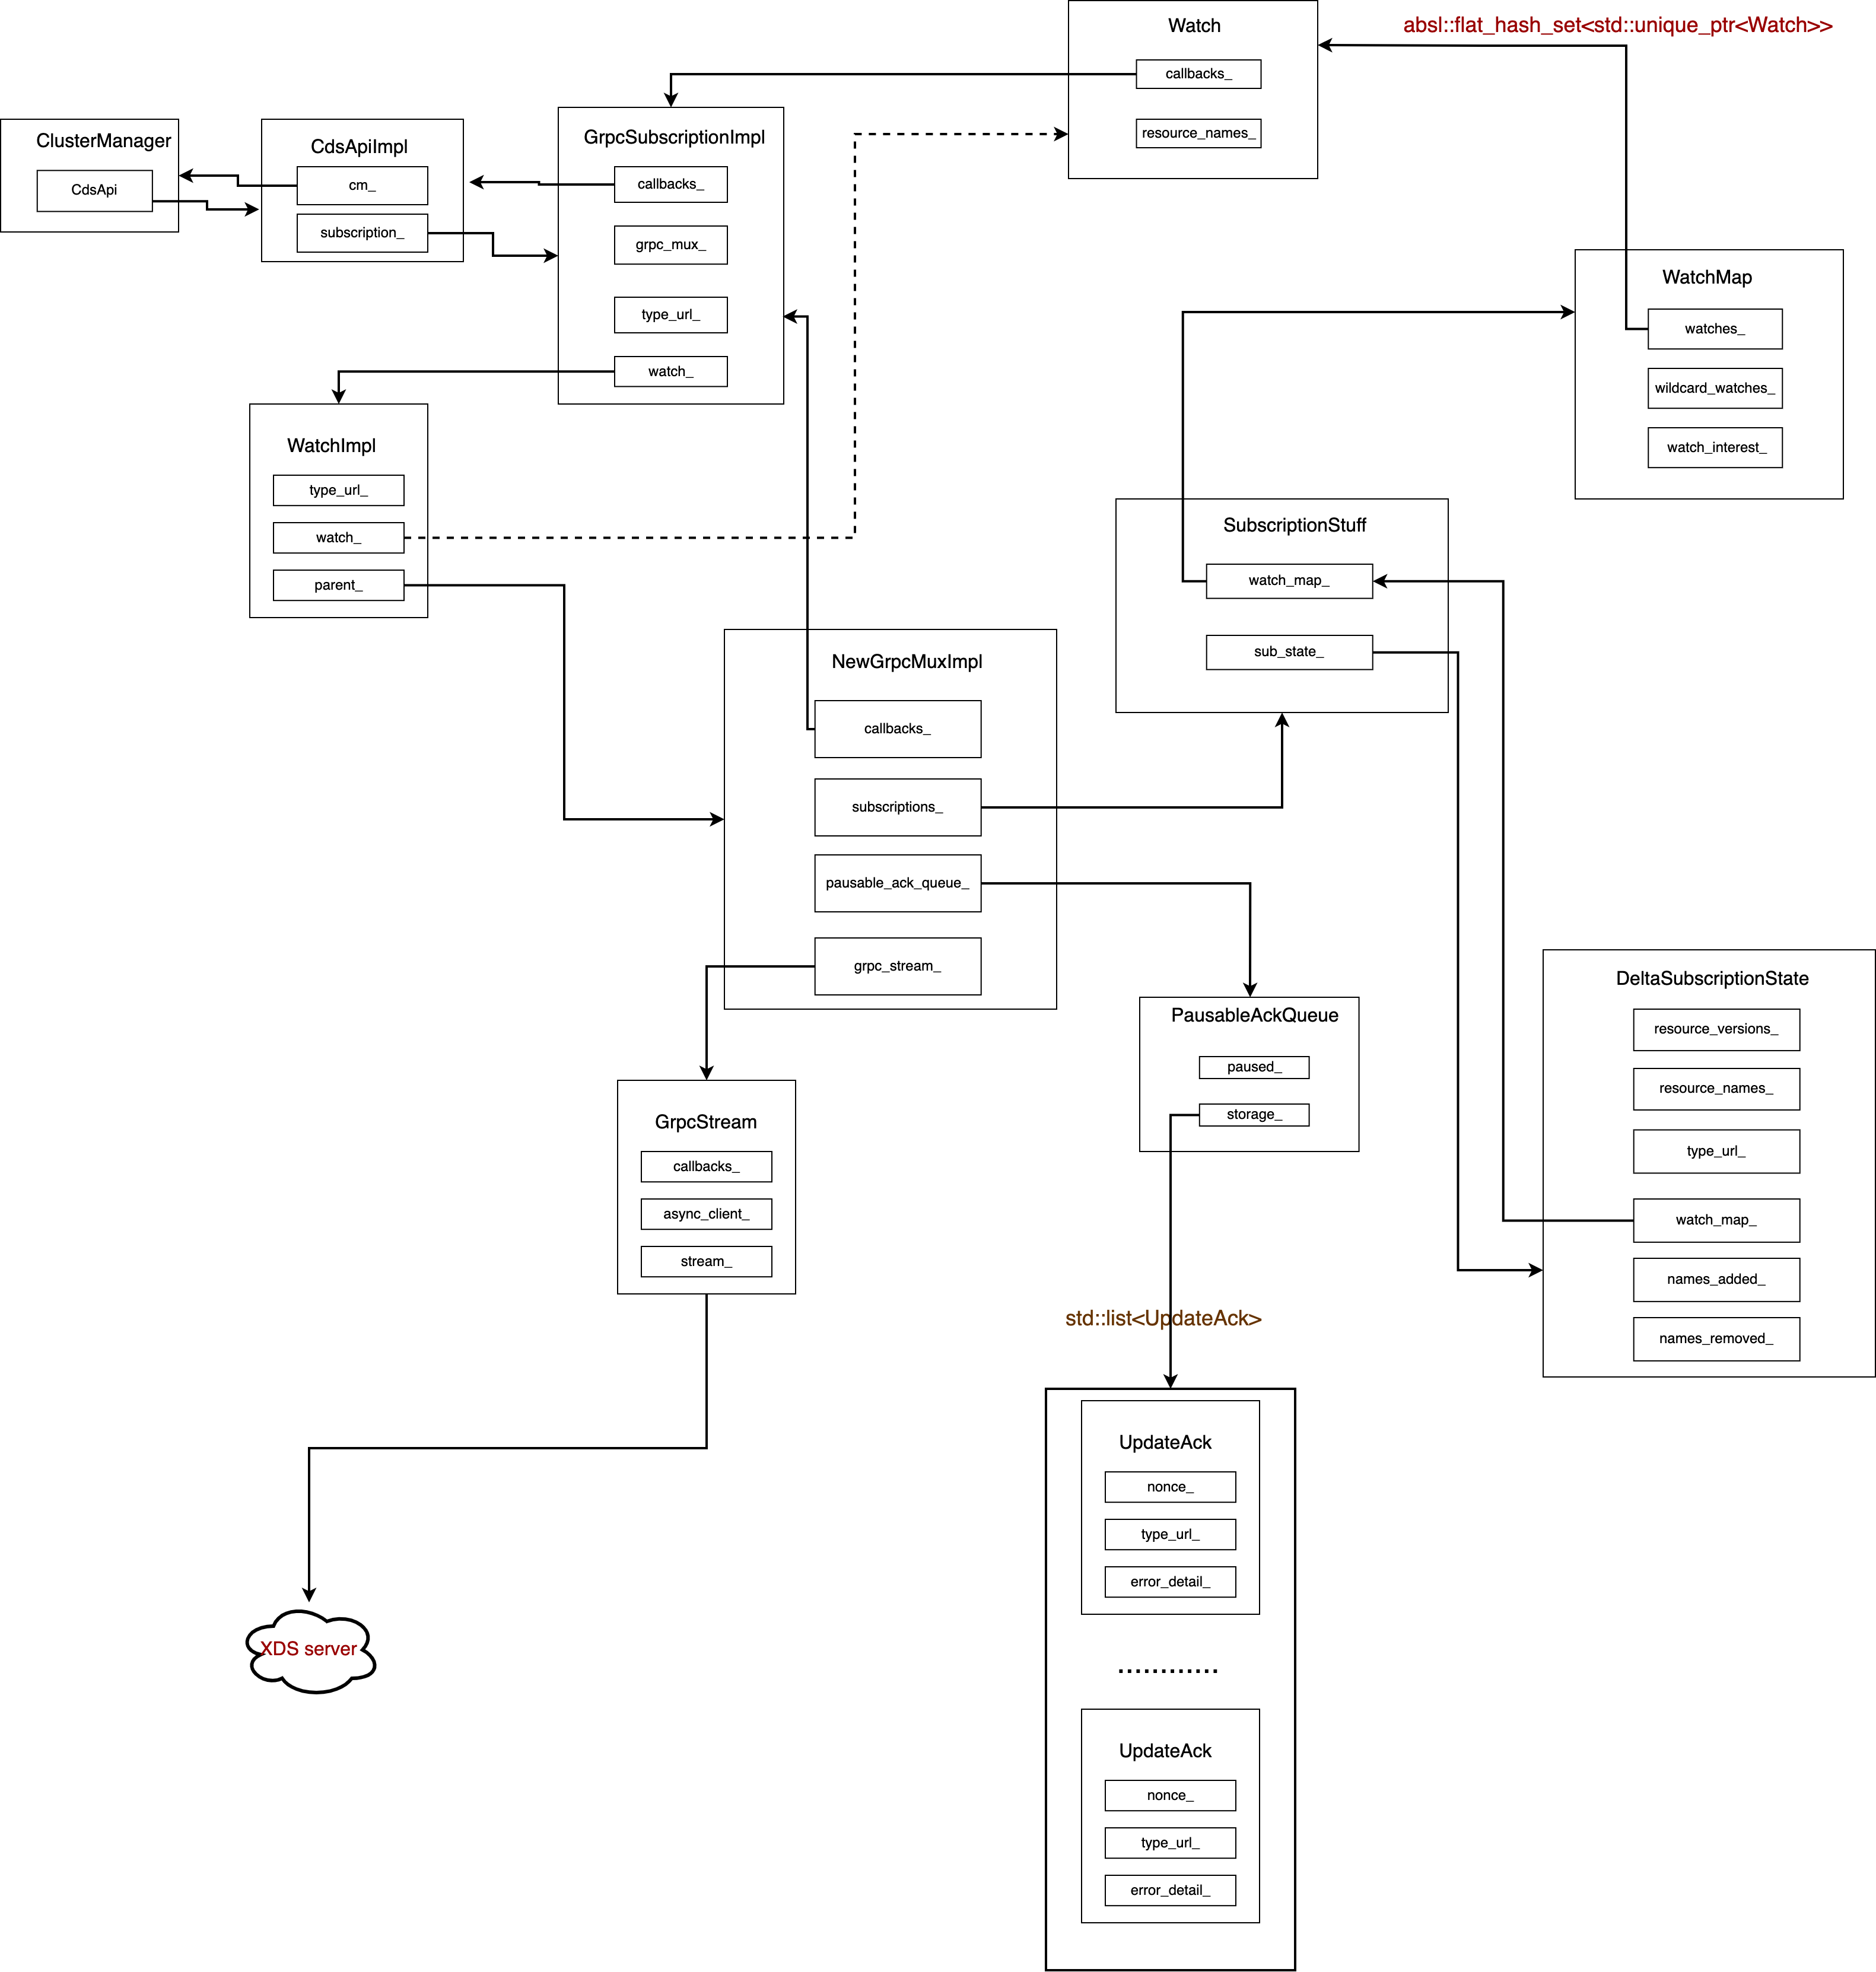 Watch
callbacks_
resource_names_
absl::flat_hash_set<std::unique_ptr<Watch>>
ClusterManager
CdsApi
CdsApiImpl
cm_
subscription_
GrpcSubscriptionImpl
callbacks_
grpc_mux_
type_url_
watch_
WatchMap
watches_
wildcard_watches_
watch_interest_
WatchImpl
type_url_
watch_
parent_
SubscriptionStuff
watch_map_
sub_state_
NewGrpcMuxImpl
callbacks_
subscriptions_
pausable_ack_queue_
grpc_stream_
DeltaSubscriptionState
resource_versions_
resource_names_
type_url_
watch_map_
names_added_
names_removed_
PausableAckQueue
paused_
storage_
GrpcStream
callbacks_
async_client_
stream_
std::list<UpdateAck>
UpdateAck
nonce_
type_url_
error_detail_
XDS server
............
UpdateAck
nonce_
type_url_
error_detail_